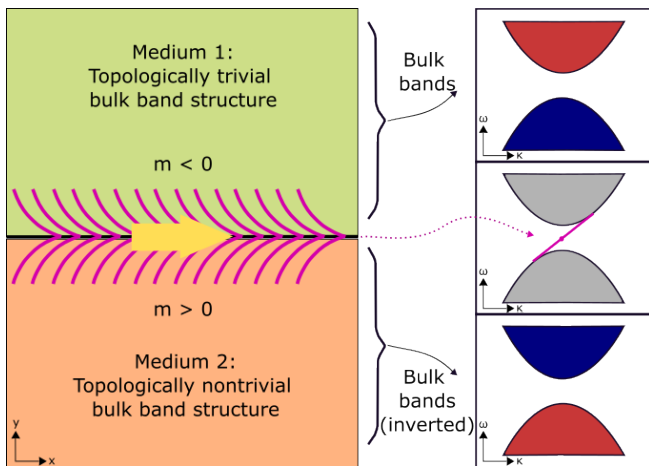 Medium 1:
Topologically trivial
bulk band structure
m < 0
m > 0
Medium 2:
Topologically nontrivial
bulk band structure
y
x
Bulk
bands
Bulk
bands
(inverted)
ω
κ
ω
κ
ω
κ